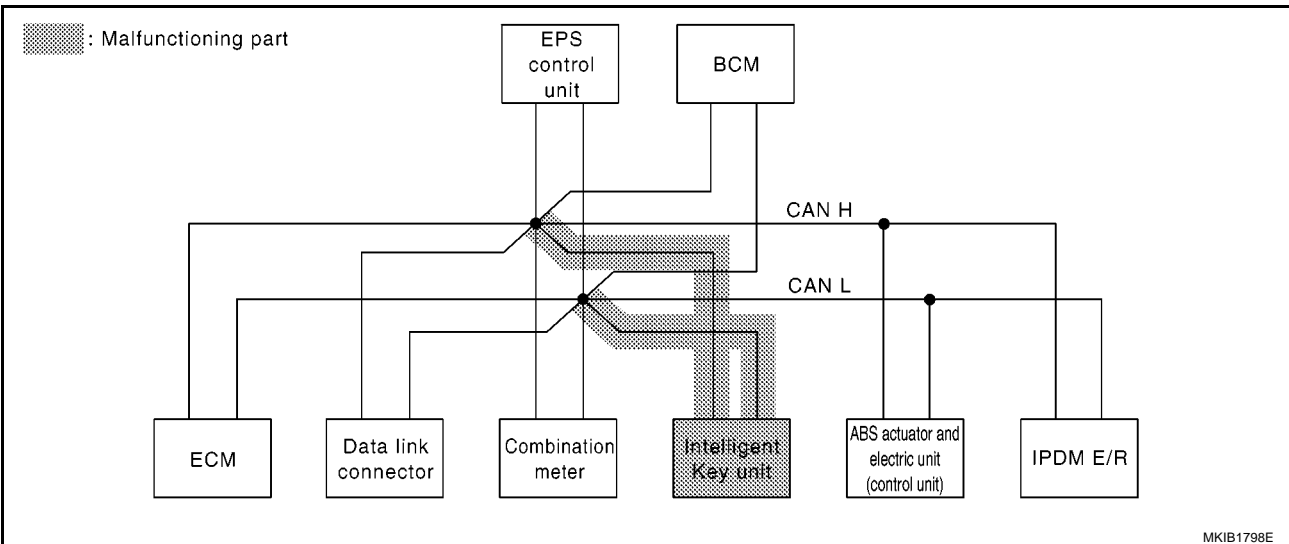 : Malfunctioning part
EPS
control
unit
BCM
CAN H
CAN L
ECM
Data link
connector
Combination
meter
Intelligent
Key unit
ABS actuator and
electric unit
(control unit)
IPDM E/R
MKIB1798E